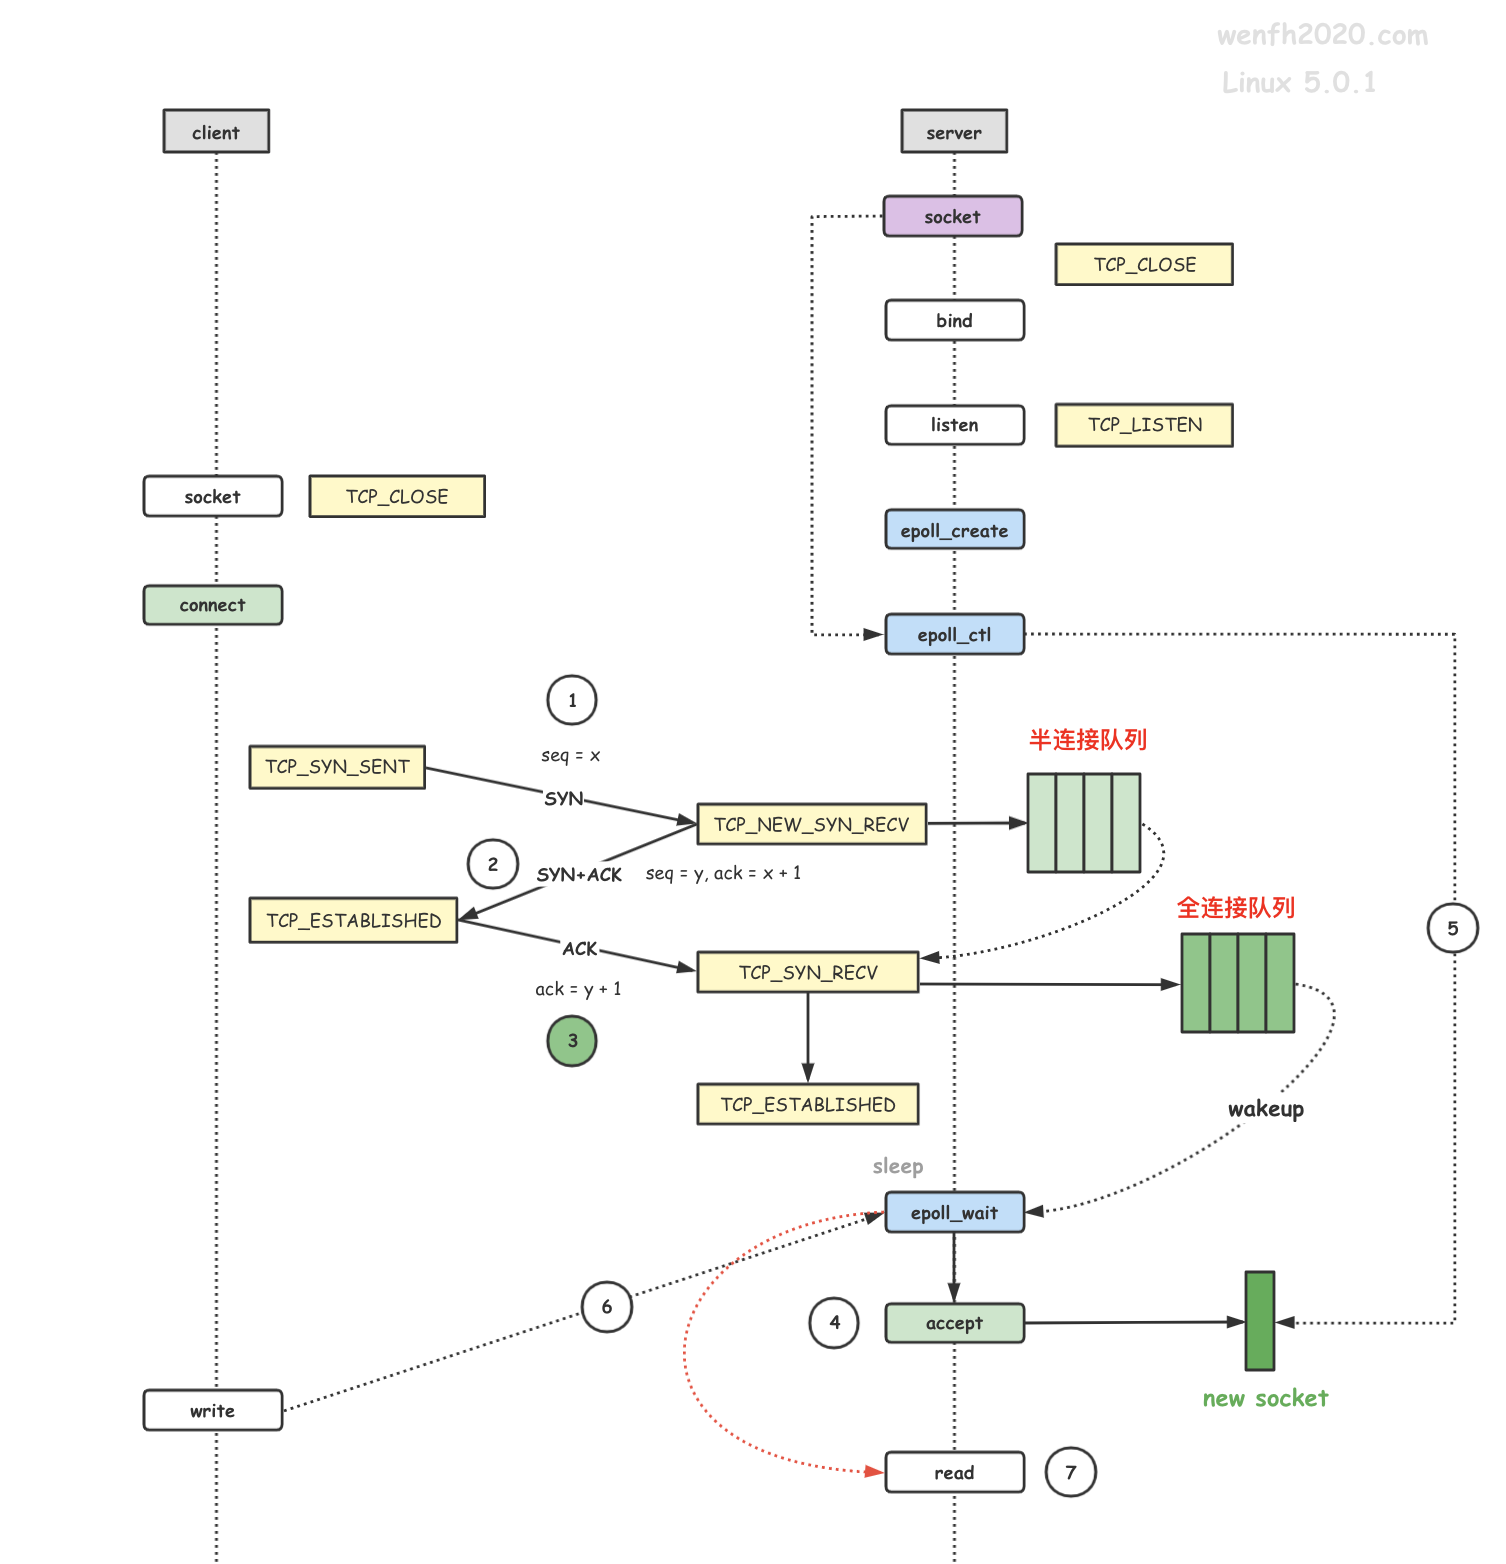 wenfh2020.com
Linux 5.0.1
client
server
socket
TCP_CLOSE
bind
listen
TCP_LISTEN
socket
TCP_CLOSE
epoll_create
connect
epoll_ctl
1
seq = x
半连接队列
TCP_SYN_SENT
SYN
TCP_NEW_SYN_RECV
2
SYN+ACK
seq = y, ack = x + 1
全连接队列
TCP_ESTABLISHED
5
ACK
TCP_SYN_RECV
ack = y + 1
3
TCP_ESTABLISHED
wakeup
sleep
epoll_wait
6
4
accept
new socket
write
read
7